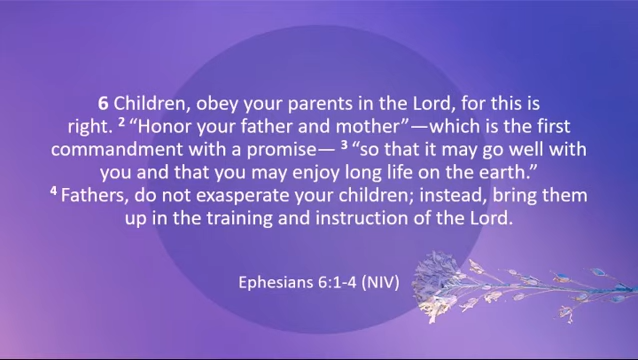 6 Children, obey your parents in the Lord, for this is
right. 2 “Honor your father and mother”—which is the first
commandment with a promise— 3 “so that it may go well with
you and that you may enjoy long life on the earth.”
4 Fathers, do not exasperate your children; instead, bring them
up in the training and instruction of the Lord.
Ephesians 6:1-4 (NIV)